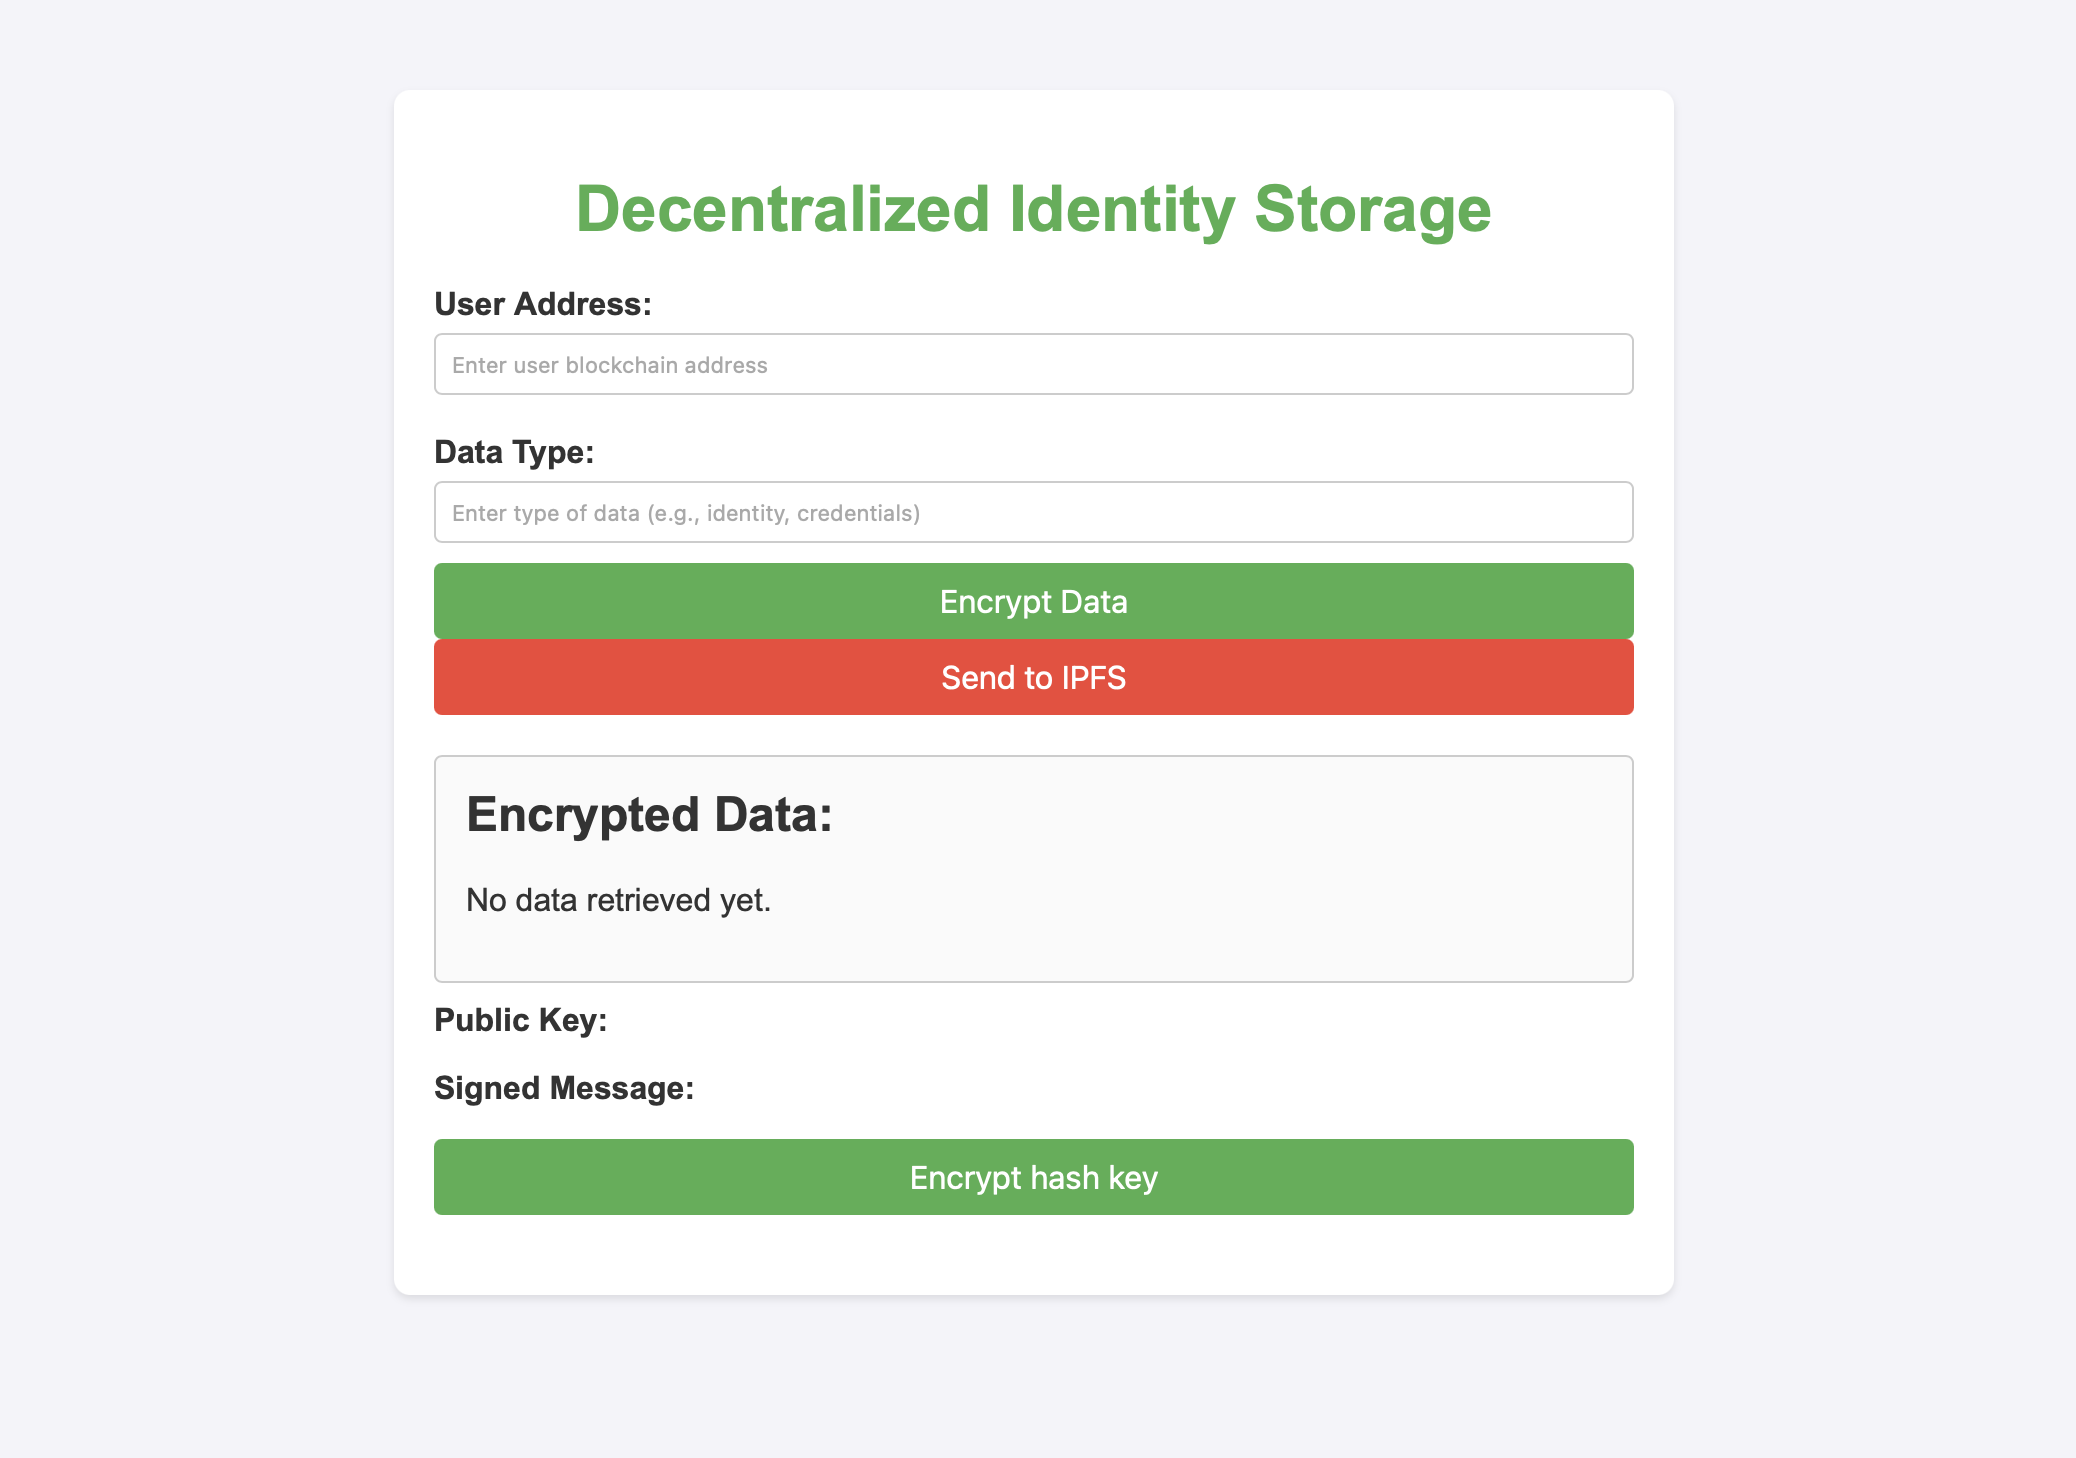 Decentralized Identity Storage
User Address:
Enter user blockchain address
Data Type:
Enter type of data (e.g., identity, credentials)
Encrypt Data
Send to IPFS
Encrypted Data:
No data retrieved yet.
Public Key:
Signed Message:
Encrypt hash key